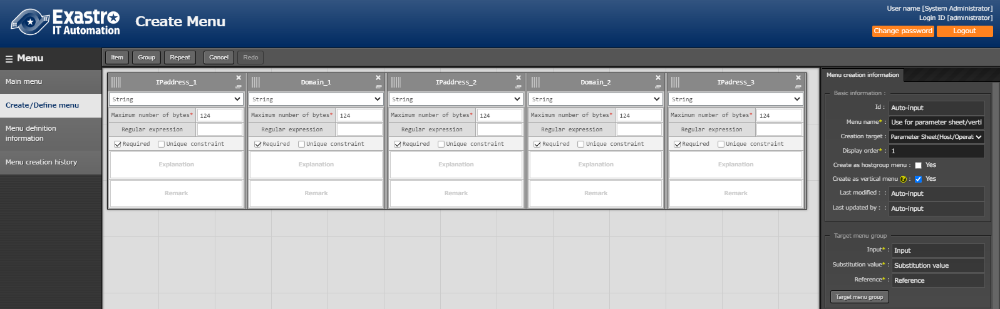 Exastro
IT Automation
Create Menu
User name [System Administrator]
Login ID [administrator]
Change password
Logout
Menu
Main menu
Create/Define menu
Menu definition
information
Menu creation history
Item Group Repeat Cancel Redo
IPaddress_1
String
Maximum number of bytes* 124
Regular expression
Required Unique constraint
Explanation
Remark
Domain_1
String
Maximum number of bytes* 124
Regular expression
Required Unique constraint
Explanation
Remark
IPaddress_2
String
Maximum number of bytes* 124
Regular expression
Required Unique constraint
Explanation
Remark
Domain_2
String
Maximum number of bytes* 124
Regular expression
Required Unique constraint
Explanation
Remark
IPadress_3
String
Maximum number of bytes* 124
Regular expression
Required Unique constraint
Explanation
Remark
Menu creation information
Basic information :
Id : Auto-input
Menu name* : Use for parameter sheet/verti
Creation target : Parameter Sheet(Host/Operat
Display order* : 1
Create as hostgroup menu : Yes
Create as vertical menu ? : Yes
Last modified : : Auto-input
Last updated by : : Auto-input
Target menu group
Input* : Input
Substitution value* : Substitution value
Reference* : Reference
Target menu group